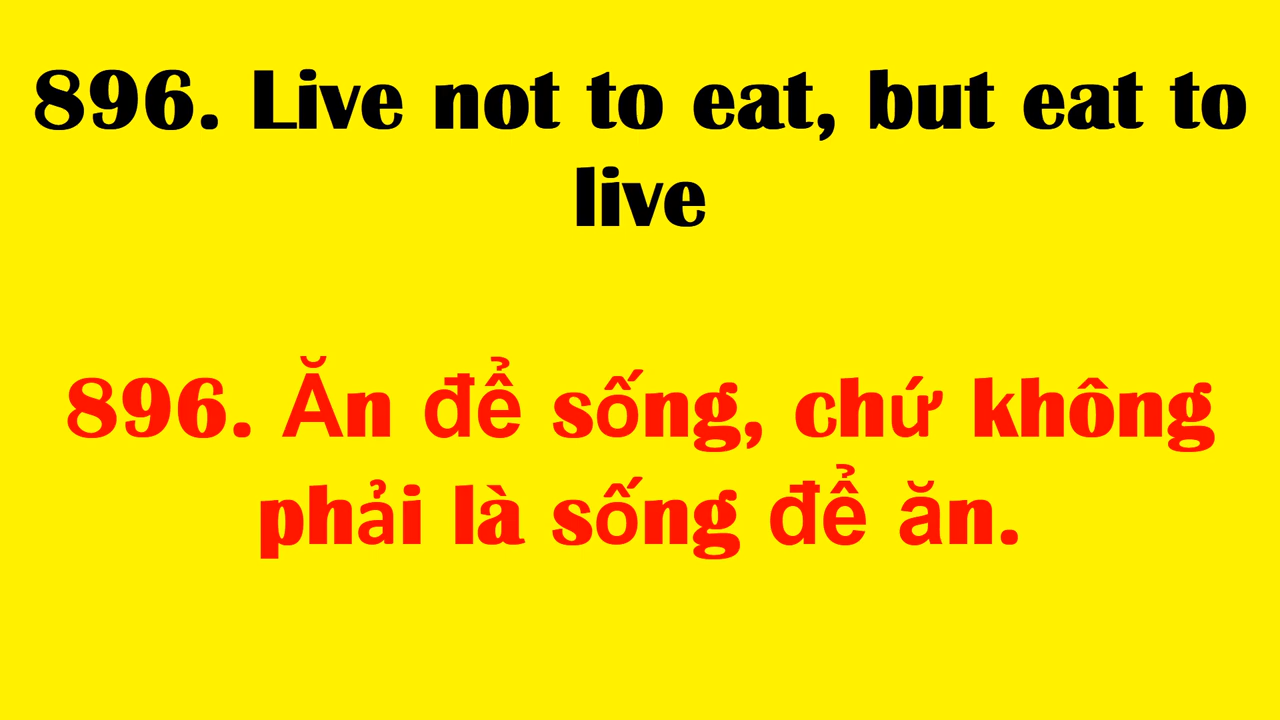 896. Live not to eat, but eat to
live
896. Ăn để sống, chứ không
phải là sống để ăn.